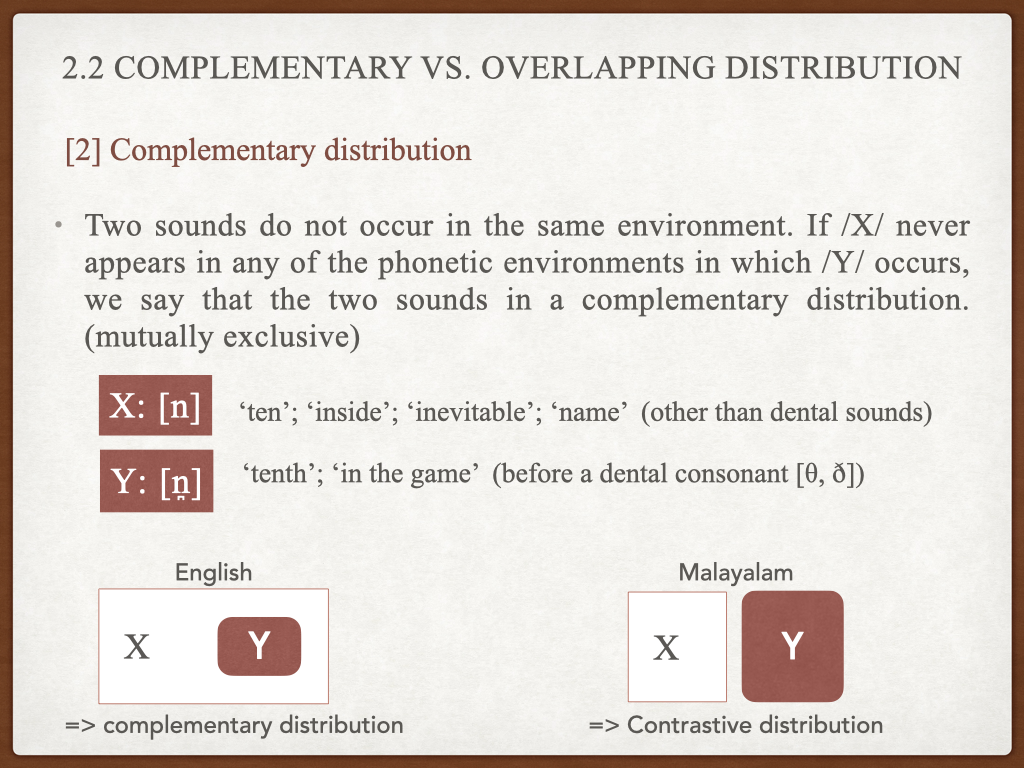 2.2 COMPLEMENTARY VS. OVERLAPPING DISTRIBUTION
[2] Complementary distribution
• Two sounds do not occur in the same environment. If /X/ never
appears in any of the phonetic environments in which /Y/ occurs,
we say that the two sounds in a complementary distribution.
(mutually exclusive)
X: [n] ‘ten’; ‘inside’; ‘inevitable’; ‘name’ (other than dental sounds)
Y: [n̪] ‘tenth’; ‘in the game’ (before a dental consonant [θ, ð])
English Malayalam
X Y X Y
=> complementary distribution => Contrastive distribution